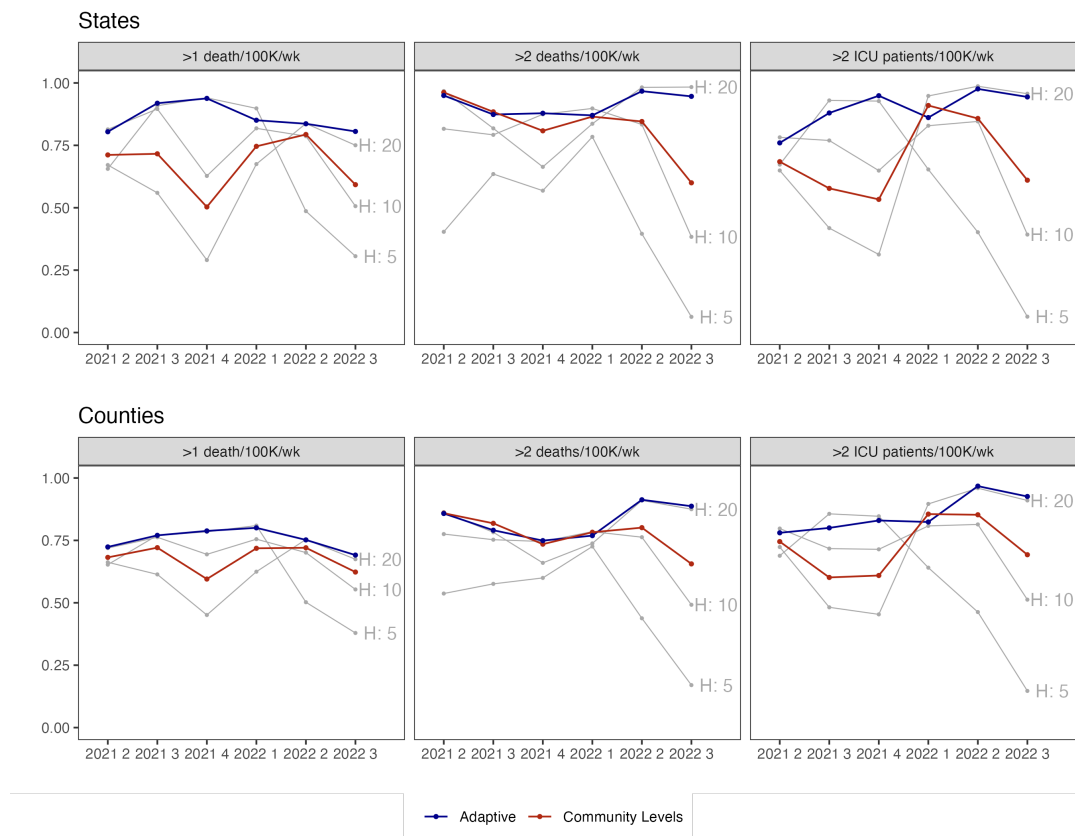 States
>1 death/100K/wk >2 deaths/100K/wk >2 ICU patients/100K/wk
1.00
0.75
0.50
0.25
0.00
H: 20
H: 10
H: 5
H: 20
H: 10
H: 5
H: 20
H: 10
H: 5
2021 2 2021 3 2021 4 2022 1 2022 2 2022 3 2021 2 2021 3 2021 4 2022 1 2022 2 2022 3 2021 2 2021 3 2021 4 2022 1 2022 2 2022 3
Counties
>1 death/100K/wk >2 deaths/100K/wk >2 ICU patients/100K/wk
1.00
0.75
0.50
0.25
0.00
H: 20
H: 10
H: 5
H: 20
H: 10
H: 5
H: 20
H: 10
H: 5
2021 2 2021 3 2021 4 2022 1 2022 2 2022 3 2021 2 2021 3 2021 4 2022 1 2022 2 2022 3 2021 2 2021 3 2021 4 2022 1 2022 2 2022 3
Adaptive Community Levels